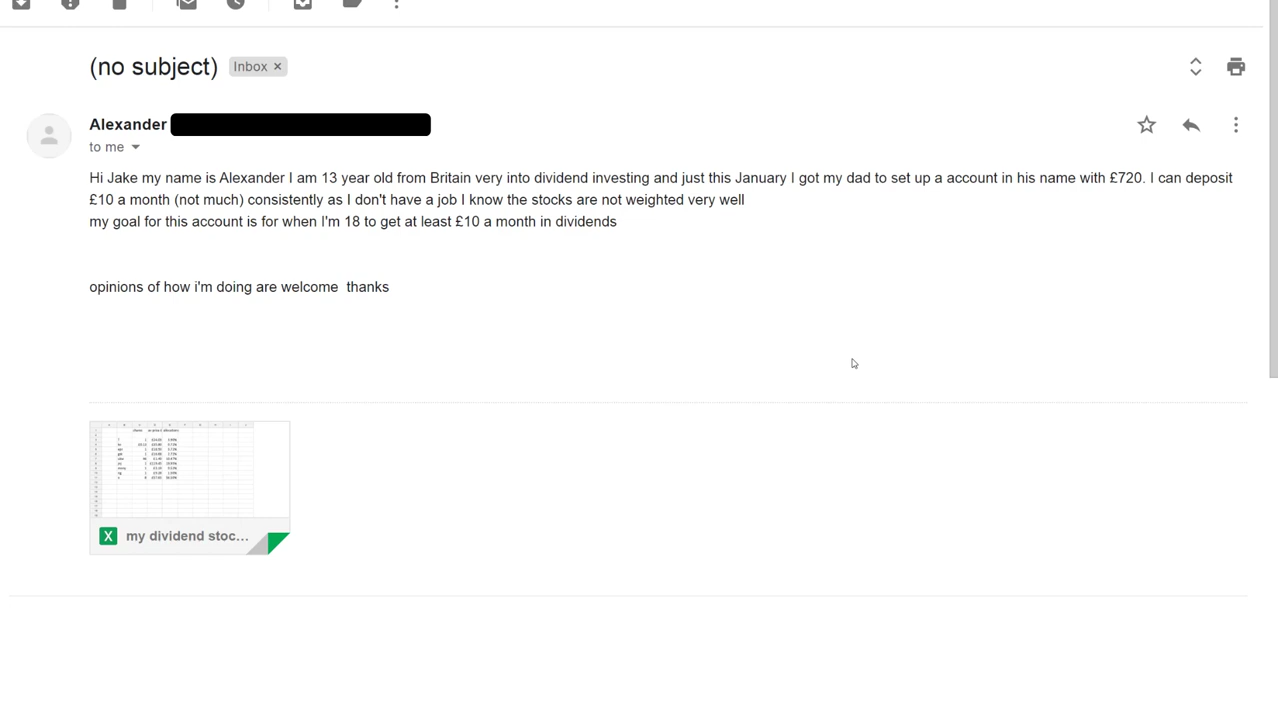 (no subject)
Inbox ×
Alexander
to me
Hi Jake my name is Alexander I am 13 year old from Britain very into dividend investing and just this January I got my dad to set up a account in his name with £720. I can deposit
£10 a month (not much) consistently as I don't have a job I know the stocks are not weighted very well
my goal for this account is for when I'm 18 to get at least £10 a month in dividends
opinions of how i'm doing are welcome  thanks
X my dividend stoc...